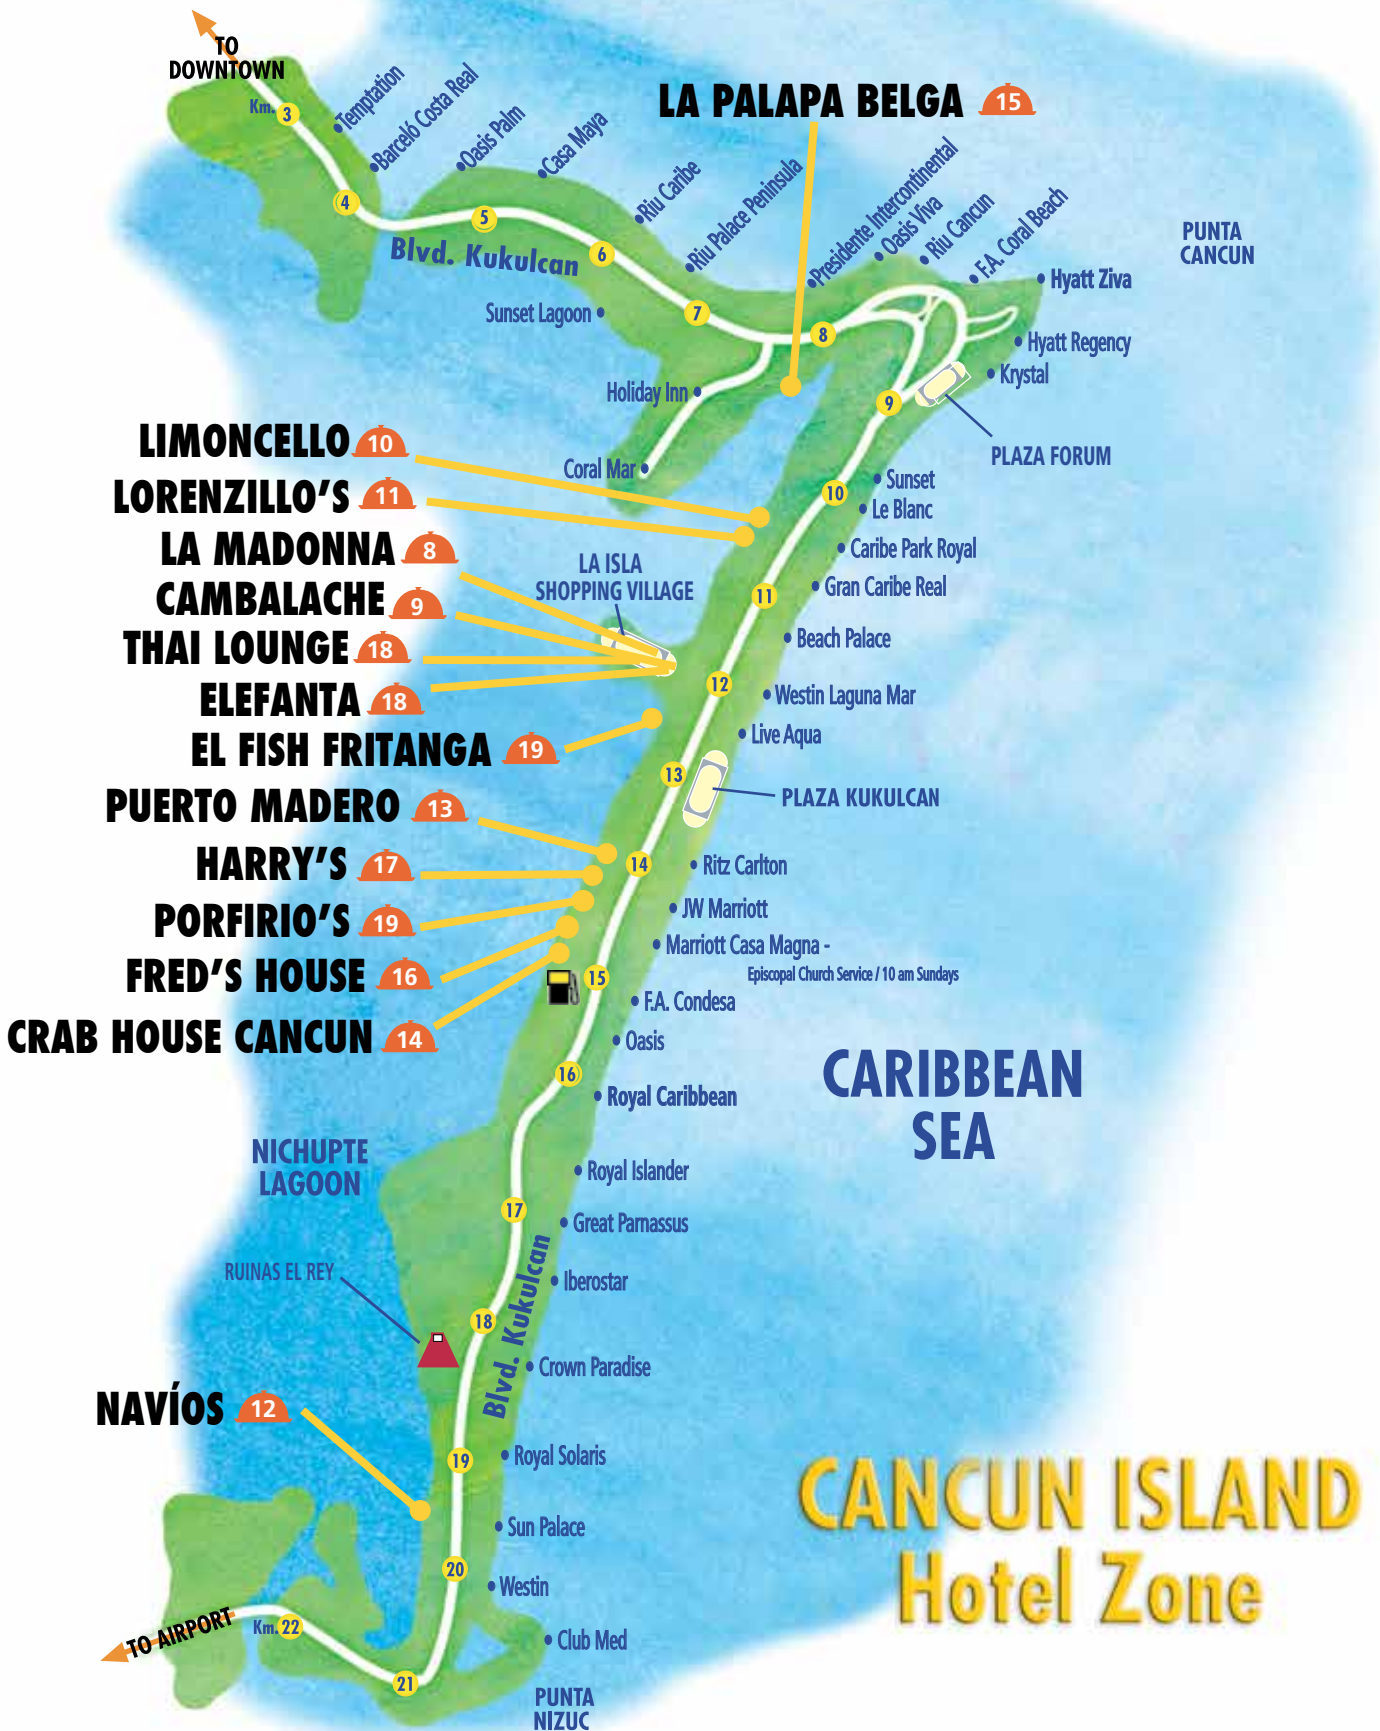 TO
DOWNTOWN
Km. 3
Temptation
Barceló Costa Real
Oasis Palm
Casa Maya
Riu Caribe
Riu Palace Peninsula
LA PALAPA BELGA 15
Presidente Intercontinental
Oasis Viva
Riu Cancun
F.A. Coral Beach
PUNTA
CANCUN
Hyatt Ziva
4
5
6
Blvd. Kukulcan
Sunset Lagoon
7
8
Hyatt Regency
Krystal
Holiday Inn
9
PLAZA FORUM
LIMONCELLO 10
Coral Mar
Sunset
10
Le Blanc
LORENZILLO'S 11
LA MADONNA 8
Caribe Park Royal
LA ISLA
SHOPPING VILLAGE
Gran Caribe Real
CAMBALACHE 9
11
Beach Palace
THAI LOUNGE 18
12
Westin Laguna Mar
ELEFANTA 18
Live Aqua
EL FISH FRITANGA 19
13
PLAZA KUKULCAN
PUERTO MADERO 13
HARRY'S 17
14
Ritz Carlton
PORFIRIO'S 19
JW Marriott
Marriott Casa Magna -
Episcopal Church Service / 10 am Sundays
FRED'S HOUSE 16
15
F.A. Condesa
CRAB HOUSE CANCUN 14
Oasis
16
Royal Caribbean
CARIBBEAN
SEA
NICHUPTE
LAGOON
Royal Islander
17
Great Parnassus
RUINAS EL REY
Iberostar
18
Blvd. Kukulcan
Crown Paradise
NAVÍOS 12
19
Royal Solaris
CANCUN ISLAND
Hotel Zone
Sun Palace
20
Westin
TO AIRPORT
Km. 22
Club Med
21
PUNTA
NIZUC